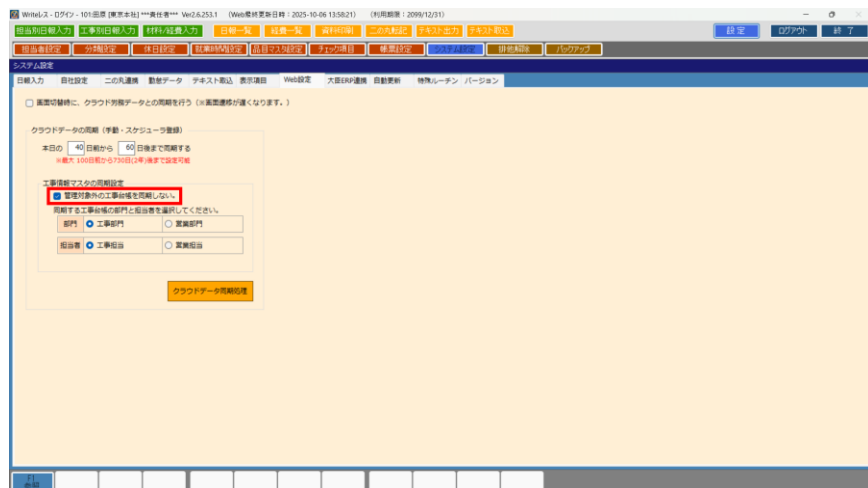 Writeレス - ログイン - 101:田原 [東京本社] ***責任者*** Ver2.6.253.1 (Web最終更新日時：2025-10-06 13:58:21) (利用期限：2099/12/31)
担当別日報入力 工事別日報入力 材料/経費入力 日報一覧 経費一覧 資料印刷 二の丸転記 テキスト出力 テキスト取込 設 定 ログアウト 終 了
担当者設定 分類設定 休日設定 就業時間設定 品目マスタ設定 チェック項目 帳票設定 システム設定 排他解除 バックアップ
システム設定
日報入力 自社設定 二の丸連携 勤怠データ テキスト取込 表示項目 Web設定 大臣ERP連携 自動更新 特殊ルーチン バージョン
画面切替時に、クラウド労務データとの同期を行う（※画面遷移が遅くなります。）
クラウドデータの同期（手動・スケジューラ登録）
本日の 40 日前から 60 日後まで同期する
※最大 100日前から730日(2年)後まで設定可能
工事情報マスタの同期設定
管理対象外の工事台帳を同期しない。
同期する工事台帳の部門と担当者を選択してください。
部門 工事部門 営業部門
担当者 工事担当 営業担当
クラウドデータ同期処理
F1
参照